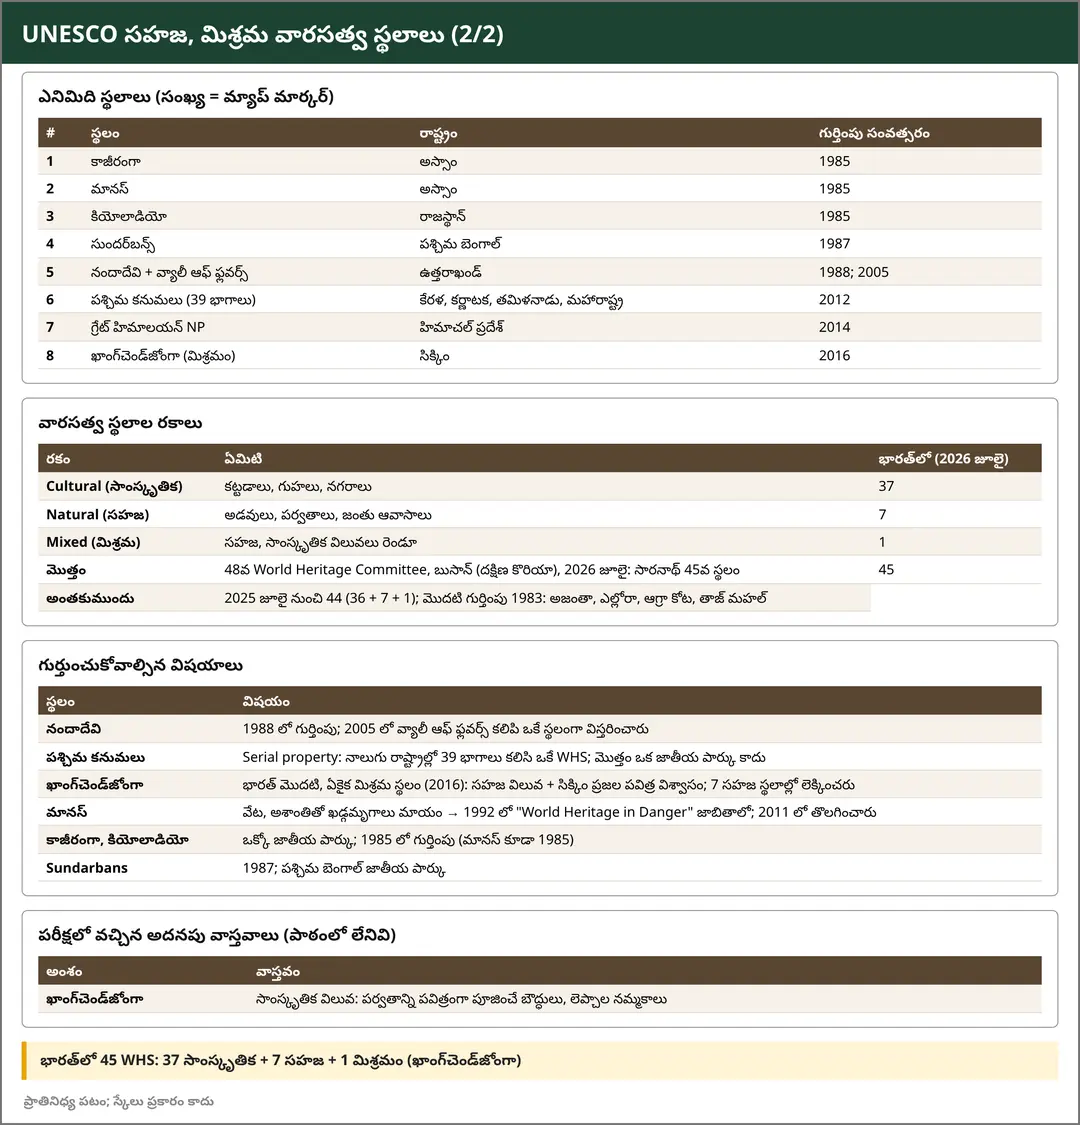 UNESCO సహజ, మిశ్రమ వారసత్వ స్థలాలు (2/2)
ఎనిమిది స్థలాలు (సంఖ్య = మ్యాప్ మార్కర్)
# స్థలం రాష్ట్రం గుర్తింపు సంవత్సరం
1 కాజీరంగా అస్సాం 1985
2 మానస్ అస్సాం 1985
3 కియోలాడియో రాజస్థాన్ 1985
4 సుందర్‌బన్స్ పశ్చిమ బెంగాల్ 1987
5 నందాదేవి + వ్యాలీ ఆఫ్ ఫ్లవర్స్ ఉత్తరాఖండ్ 1988; 2005
6 పశ్చిమ కనుమలు (39 భాగాలు) కేరళ, కర్ణాటక, తమిళనాడు, మహారాష్ట్ర 2012
7 గ్రేట్ హిమాలయన్ NP హిమాచల్ ప్రదేశ్ 2014
8 ఖాంగ్‌చెండ్‌జోంగా (మిశ్రమం) సిక్కిం 2016
వారసత్వ స్థలాల రకాలు
రకం ఏమిటి భారత్‌లో (2026 జూలై)
Cultural (సాంస్కృతిక) కట్టడాలు, గుహలు, నగరాలు 37
Natural (సహజ) అడవులు, పర్వతాలు, జంతు ఆవాసాలు 7
Mixed (మిశ్రమ) సహజ, సాంస్కృతిక విలువలు రెండూ 1
మొత్తం 48వ World Heritage Committee, బుసాన్ (దక్షిణ కొరియా), 2026 జూలై: సారనాథ్ 45వ స్థలం 45
అంతకుముందు 2025 జూలై నుంచి 44 (36 + 7 + 1); మొదటి గుర్తింపు 1983: అజంతా, ఎల్లోరా, ఆగ్రా కోట, తాజ్ మహల్
గుర్తుంచుకోవాల్సిన విషయాలు
స్థలం విషయం
నందాదేవి 1988 లో గుర్తింపు; 2005 లో వ్యాలీ ఆఫ్ ఫ్లవర్స్ కలిపి ఒకే స్థలంగా విస్తరించారు
పశ్చిమ కనుమలు Serial property: నాలుగు రాష్ట్రాల్లో 39 భాగాలు కలిసి ఒకే WHS; మొత్తం ఒక జాతీయ పార్కు కాదు
ఖాంగ్‌చెండ్‌జోంగా భారత్ మొదటి, ఏకైక మిశ్రమ స్థలం (2016): సహజ విలువ + సిక్కిం ప్రజల పవిత్ర విశ్వాసం; 7 సహజ స్థలాల్లో లెక్కించరు
మానస్ వేట, అశాంతితో ఖడ్గమృగాలు మాయం → 1992 లో "World Heritage in Danger" జాబితాలో; 2011 లో తొలగించారు
కాజీరంగా, కియోలాడియో ఒక్కో జాతీయ పార్కు; 1985 లో గుర్తింపు (మానస్ కూడా 1985)
Sundarbans 1987; పశ్చిమ బెంగాల్ జాతీయ పార్కు
పరీక్షలో వచ్చిన అదనపు వాస్తవాలు (పాఠంలో లేనివి)
అంశం వాస్తవం
ఖాంగ్‌చెండ్‌జోంగా సాంస్కృతిక విలువ: పర్వతాన్ని పవిత్రంగా పూజించే బౌద్ధులు, లెప్చాల నమ్మకాలు
భారత్‌లో 45 WHS: 37 సాంస్కృతిక + 7 సహజ + 1 మిశ్రమం (ఖాంగ్‌చెండ్‌జోంగా)
ప్రాతినిధ్య పటం; స్కేలు ప్రకారం కాదు